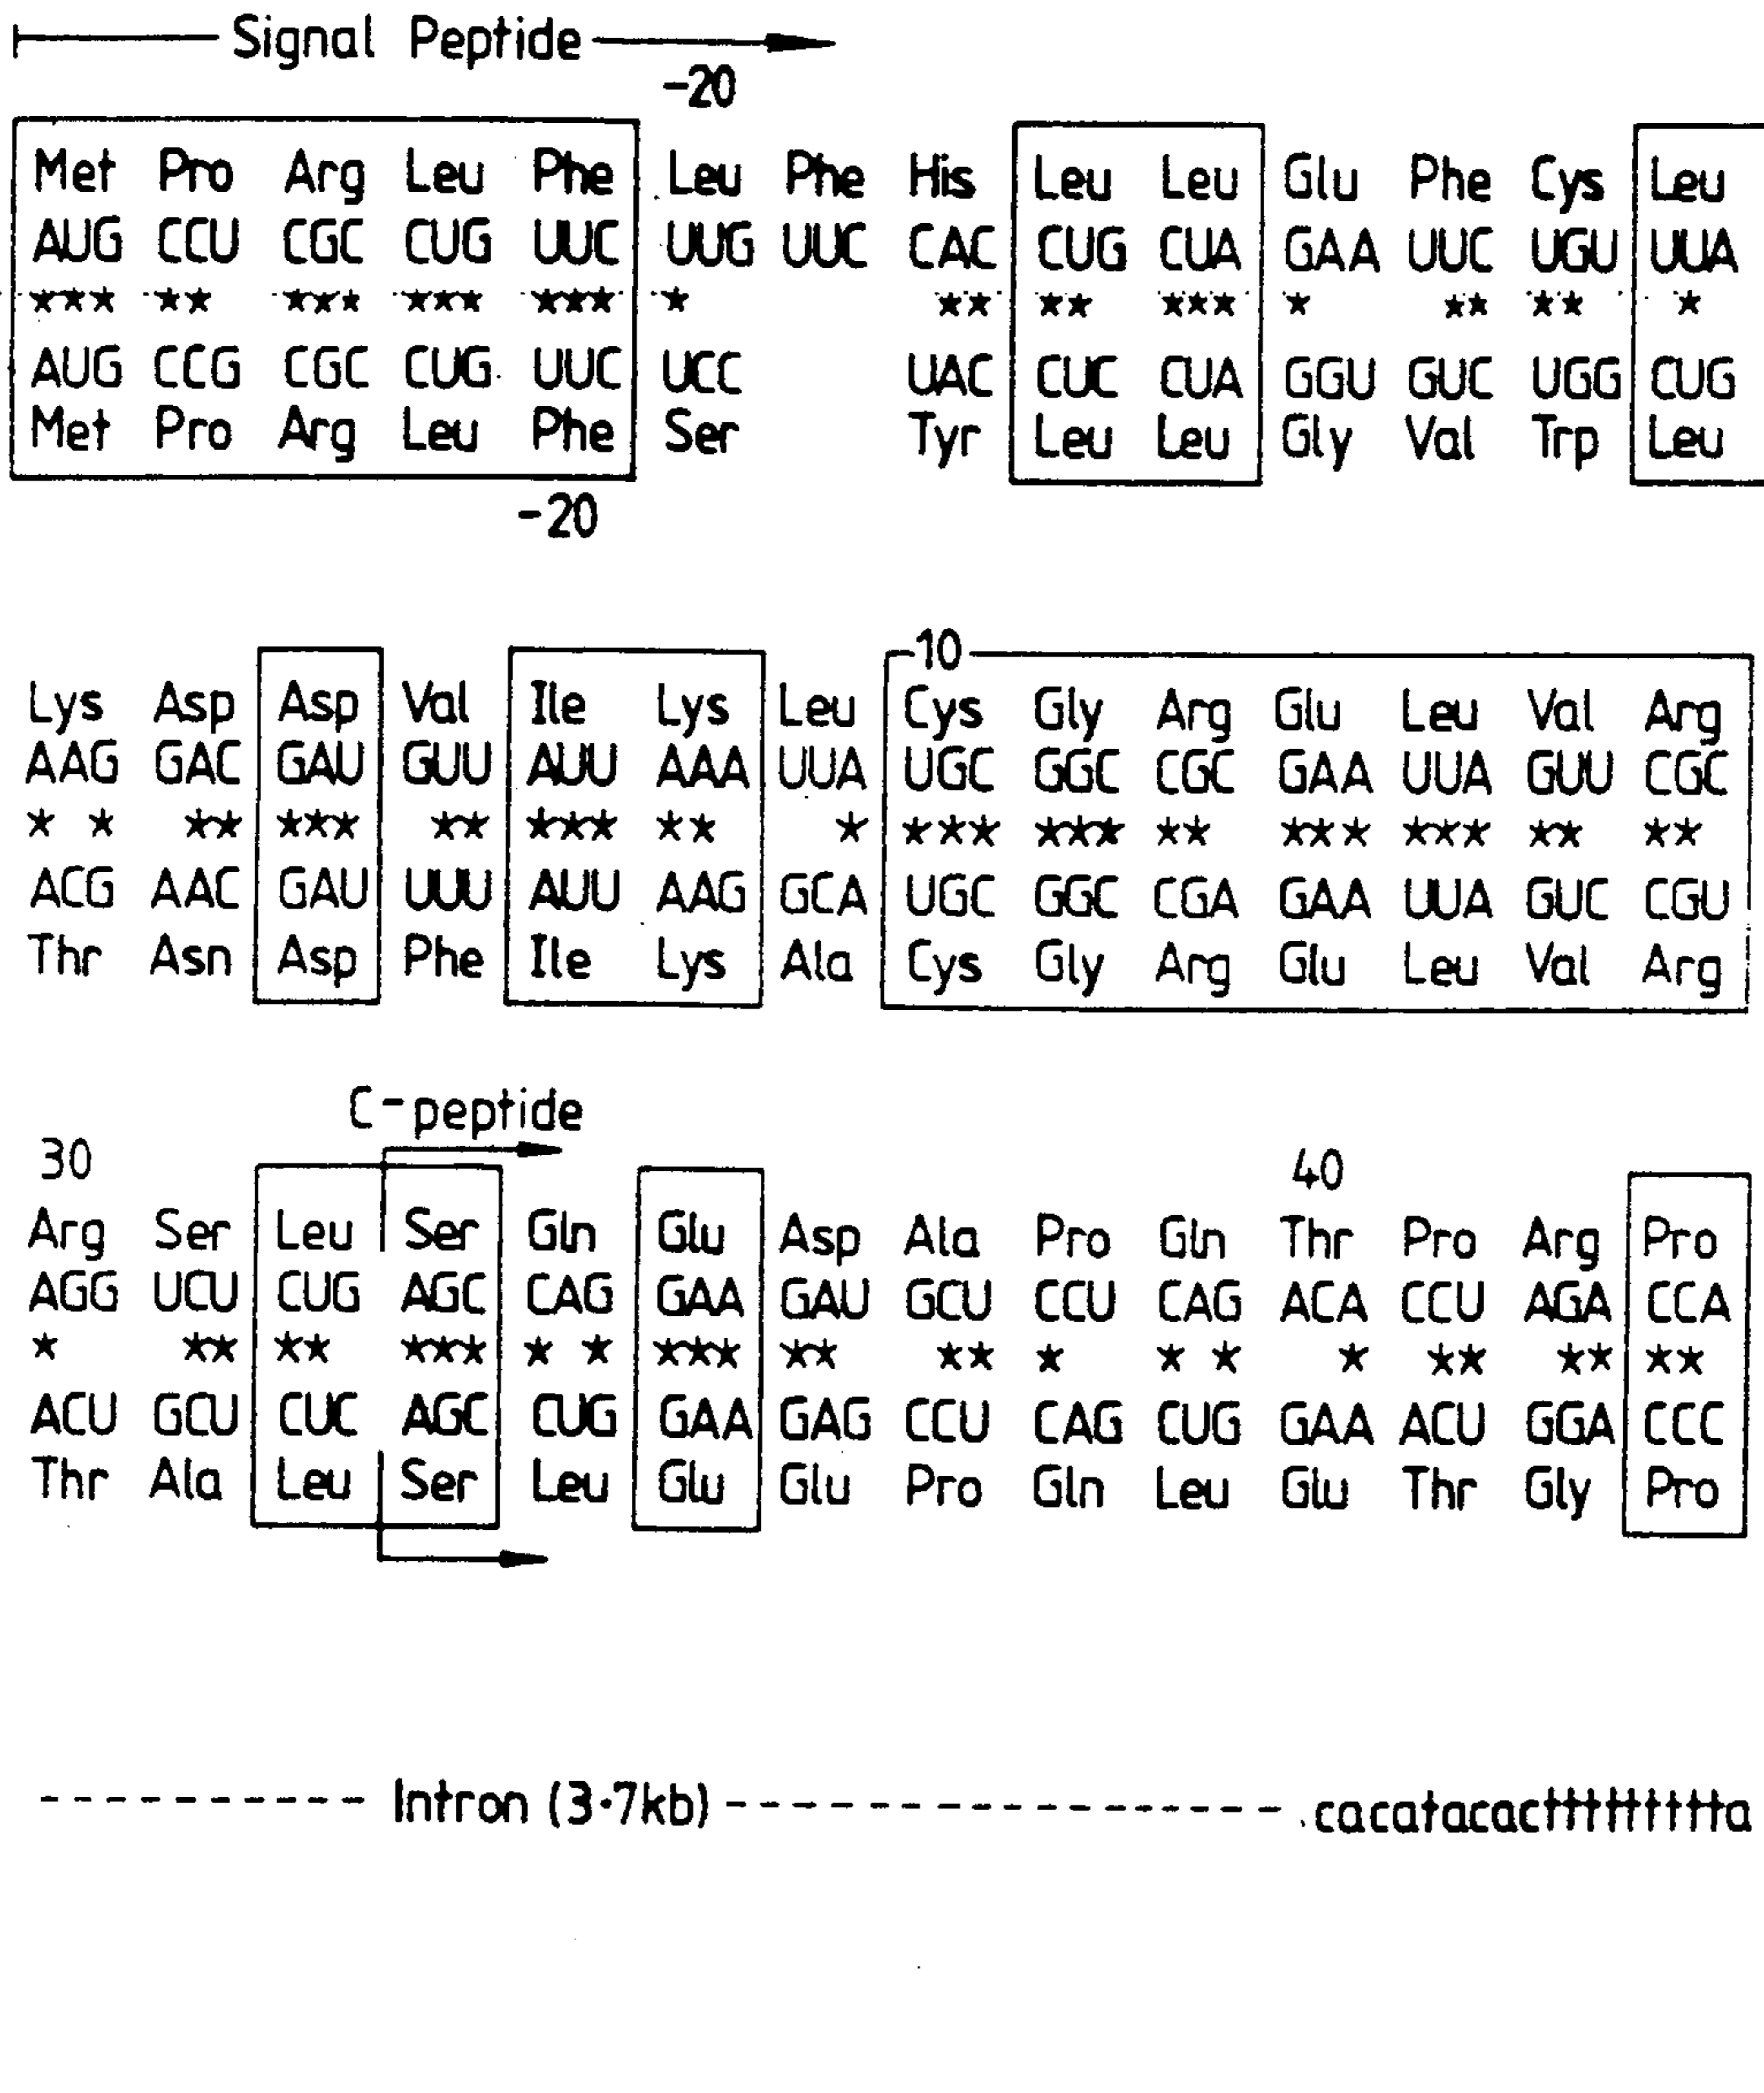 Signal Peptide
-20
Met Pro Arg Leu Phe Leu Phe His Leu Leu Glu Phe Cys Leu
AUG CCU CGC CUG UUC UUG UUC CAC CUG CUA GAA UUC UGU UUA
*** ** *** *** *** * ** ** *** * ** ** *
AUG CCG CGC CUG UUC UCC UAC CUC CUA GGU GUC UGG CUG
Met Pro Arg Leu Phe Ser Tyr Leu Leu Gly Val Trp Leu
-20
10
Lys Asp Asp Val Ile Lys Leu Cys Gly Arg Glu Leu Val Arg
AAG GAC GAU GUU AUU AAA UUA UGC GGC CGC GAA UUA GUU CGC
* * ** *** ** *** ** * *** *** ** *** *** ** **
ACG AAC GAU UUU AUU AAG GCA UGC GGC CGA GAA UUA GUC CGU
Thr Asn Asp Phe Ile Lys Ala Cys Gly Arg Glu Leu Val Arg
C-peptide
30 40
Arg Ser Leu Ser Gln Glu Asp Ala Pro Gln Thr Pro Arg Pro
AGG UCU CUG AGC CAG GAA GAU GCU CCU CAG ACA CCU AGA CCA
* ** ** *** * * *** ** ** * * * * ** ** **
ACU GCU CUC AGC CUG GAA GAG CCU CAG CUG GAA ACU GGA CCC
Thr Ala Leu Ser Leu Glu Glu Pro Gln Leu Glu Thr Gly Pro
----------- Intron (3·7kb) ----------------- cacatacacttttttttta